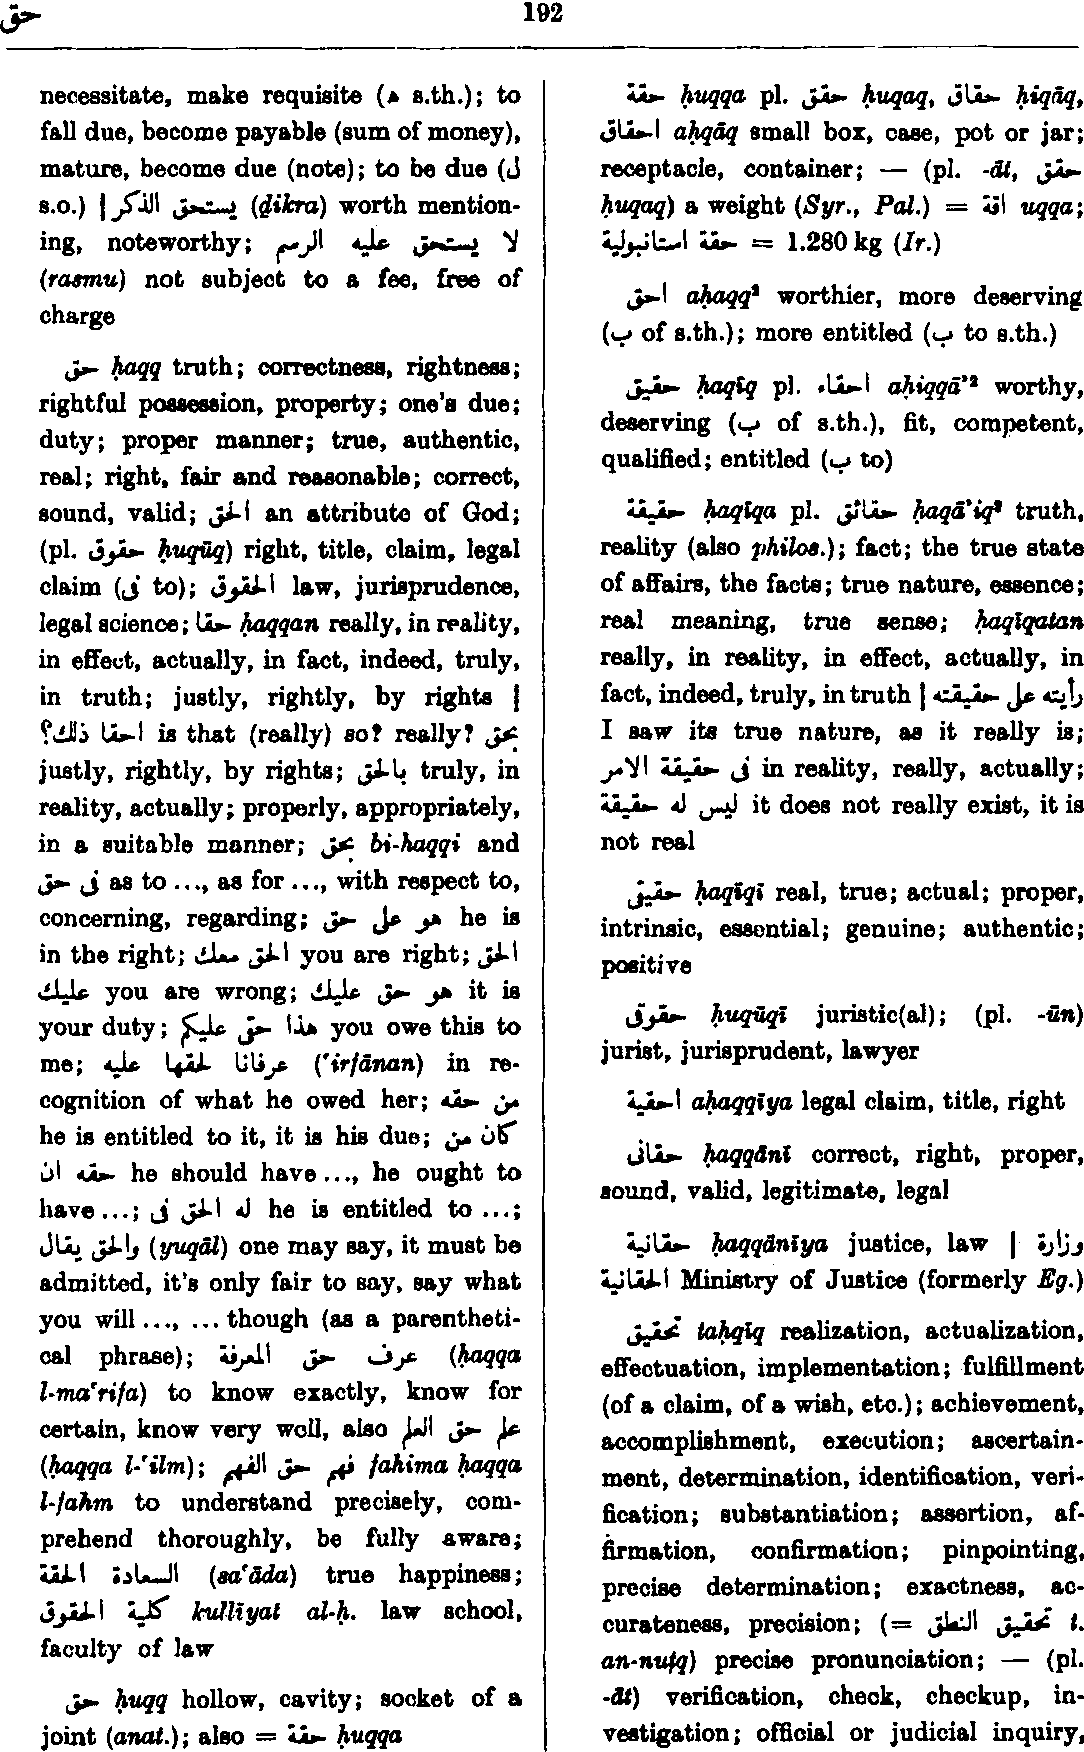 حق
192
necessitate, make requisite (ه s.th.); to
fall due, become payable (sum of money),
mature, become due (note); to be due (ل
s.o.) | يستحق الذكر (ḏikra) worth mention-
ing, noteworthy; لا يستحق عليه الرسم
(rasmu) not subject to a fee, free of
charge
حق ḥaqq truth; correctness, rightness;
rightful possession, property; one's due;
duty; proper manner; true, authentic,
real; right, fair and reasonable; correct,
sound, valid; الحق an attribute of God;
(pl. حقوق ḥuqūq) right, title, claim, legal
claim (فى to); الحقوق law, jurisprudence,
legal science; حقا ḥaqqan really, in reality,
in effect, actually, in fact, indeed, truly,
in truth; justly, rightly, by rights |
احقا ذلك؟ is that (really) so? really? بحق
justly, rightly, by rights; بالحق truly, in
reality, actually; properly, appropriately,
in a suitable manner; بحق bi-ḥaqqi and
فى حق as to ..., as for ..., with respect to,
concerning, regarding; هو على حق he is
in the right; الحق معك you are right; الحق
عليك you are wrong; هو حق عليك it is
your duty; هذا حقى عليكم you owe this to
me; عرفانا لحقها عليه ('irfānan) in re-
cognition of what he owed her; من حقه
he is entitled to it, it is his due; كان من
حقه ان he should have ..., he ought to
have ...; له الحق فى he is entitled to ...;
والحق يقال (yuqāl) one may say, it must be
admitted, it's only fair to say, say what
you will ..., ... though (as a parentheti-
cal phrase); عرف حق المعرفة (ḥaqqa
l-ma'rifa) to know exactly, know for
certain, know very well, also علم حق العلم
(ḥaqqa l-'ilm); فهم حق الفهم fahima ḥaqqa
l-fahm to understand precisely, com-
prehend thoroughly, be fully aware;
السعادة الحقة (sa'āda) true happiness;
كلية الحقوق kullīyat al-ḥ. law school,
faculty of law
حق ḥuqq hollow, cavity; socket of a
joint (anat.); also = حقة ḥuqqa
حقة ḥuqqa pl. حقق ḥuqaq, حقاق ḥiqāq,
احقاق aḥqāq small box, case, pot or jar;
receptacle, container; — (pl. -āt, حقق
ḥuqaq) a weight (Syr., Pal.) = اقة uqqa;
حقة استانبولية = 1.280 kg (Ir.)
احق aḥaqq² worthier, more deserving
(ب of s.th.); more entitled (ب to s.th.)
حقيق ḥaqīq pl. احقاء aḥiqqā'² worthy,
deserving (ب of s.th.), fit, competent,
qualified; entitled (ب to)
حقيقة ḥaqīqa pl. حقائق ḥaqā'iq² truth,
reality (also philos.); fact; the true state
of affairs, the facts; true nature, essence;
real meaning, true sense; ḥaqīqatan
really, in reality, in effect, actually, in
fact, indeed, truly, in truth | رأيته على حقيقته
I saw its true nature, as it really is;
فى حقيقة الامر in reality, really, actually;
ليس له حقيقة it does not really exist, it is
not real
حقيقى ḥaqīqī real, true; actual; proper,
intrinsic, essential; genuine; authentic;
positive
حقوقى ḥuqūqī juristic(al); (pl. -ūn)
jurist, jurisprudent, lawyer
احقية aḥaqqīya legal claim, title, right
حقانى ḥaqqānī correct, right, proper,
sound, valid, legitimate, legal
حقانية ḥaqqānīya justice, law | وزارة
الحقانية Ministry of Justice (formerly Eg.)
تحقيق taḥqīq realization, actualization,
effectuation, implementation; fulfillment
(of a claim, of a wish, etc.); achievement,
accomplishment, execution; ascertain-
ment, determination, identification, veri-
fication; substantiation; assertion, af-
firmation, confirmation; pinpointing,
precise determination; exactness, ac-
curateness, precision; (= تحقيق النطق t.
an-nuṭq) precise pronunciation; — (pl.
-āt) verification, check, checkup, in-
vestigation; official or judicial inquiry,